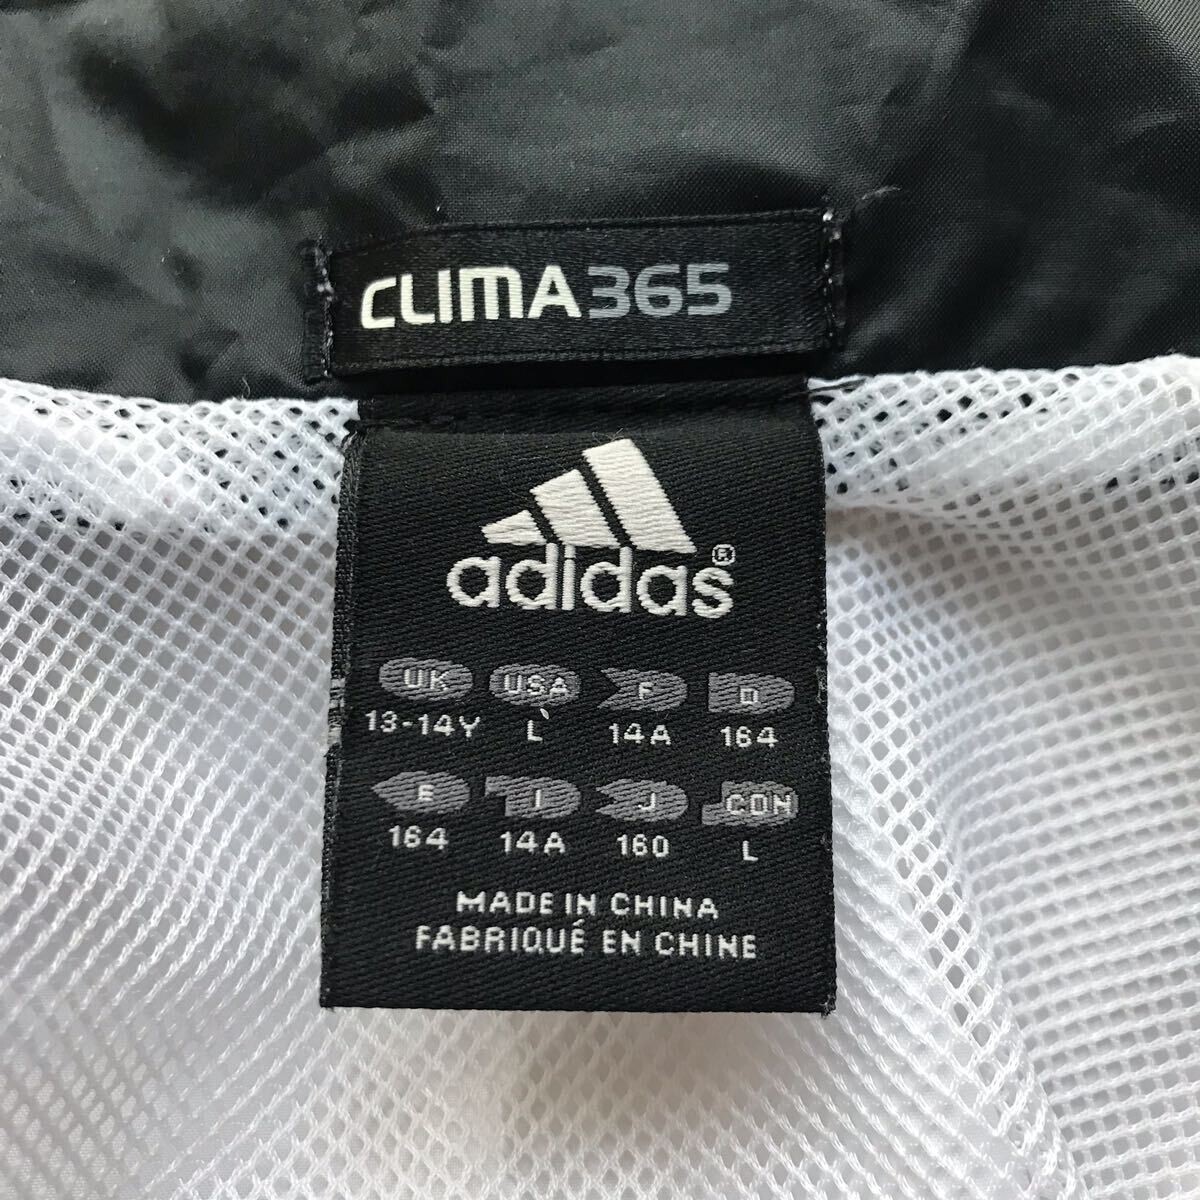 CLIMA365
adidas®
UK USA F D
13-14Y L 14A 164
E I J CDN
164 14A 160 L
MADE IN CHINA
FABRIQUÉ EN CHINE